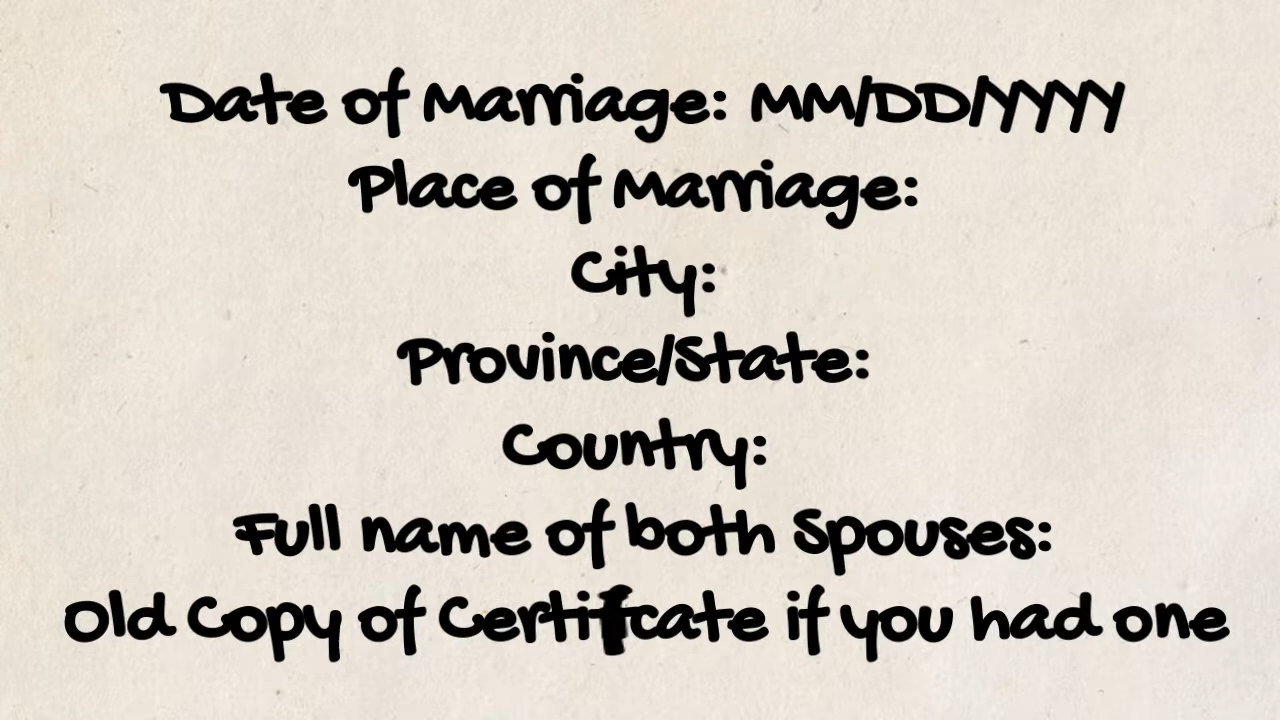 Date of Marriage: MM/DD/YYYY
Place of Marriage:
City:
Province/State:
Country:
Full name of both Spouses:
Old Copy of Certificate if you had one